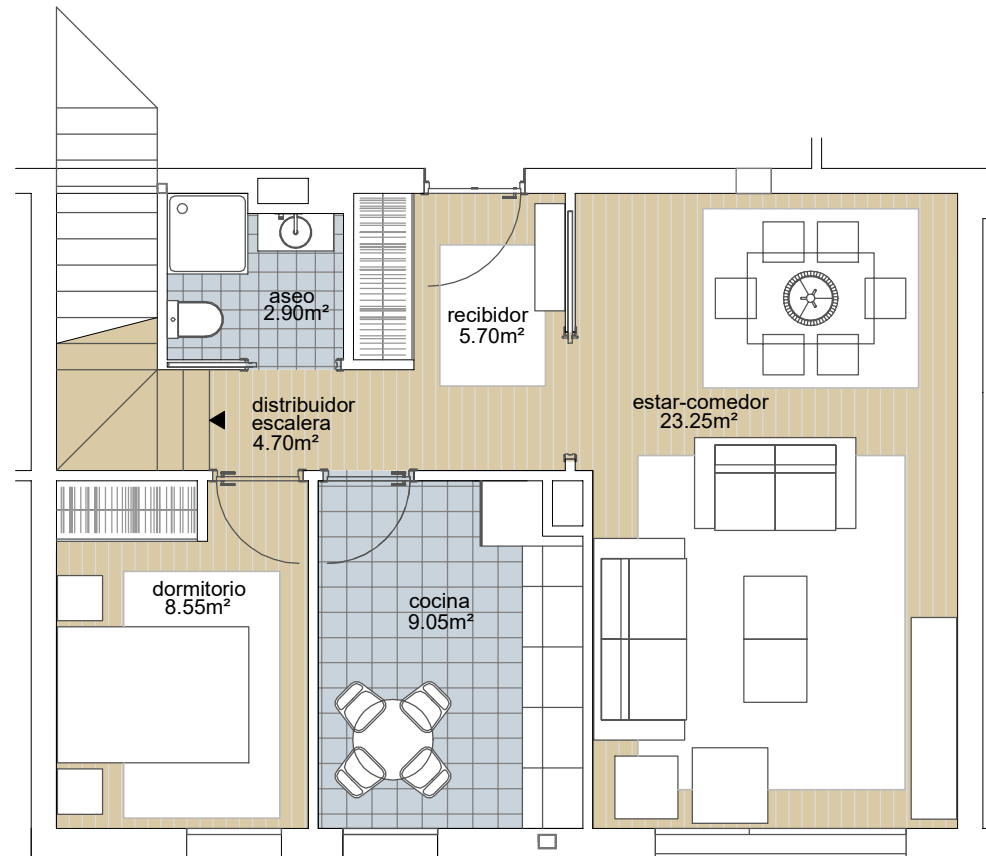 aseo
2.90m²
recibidor
5.70m²
distribuidor
escalera
4.70m²
estar-comedor
23.25m²
dormitorio
8.55m²
cocina
9.05m²